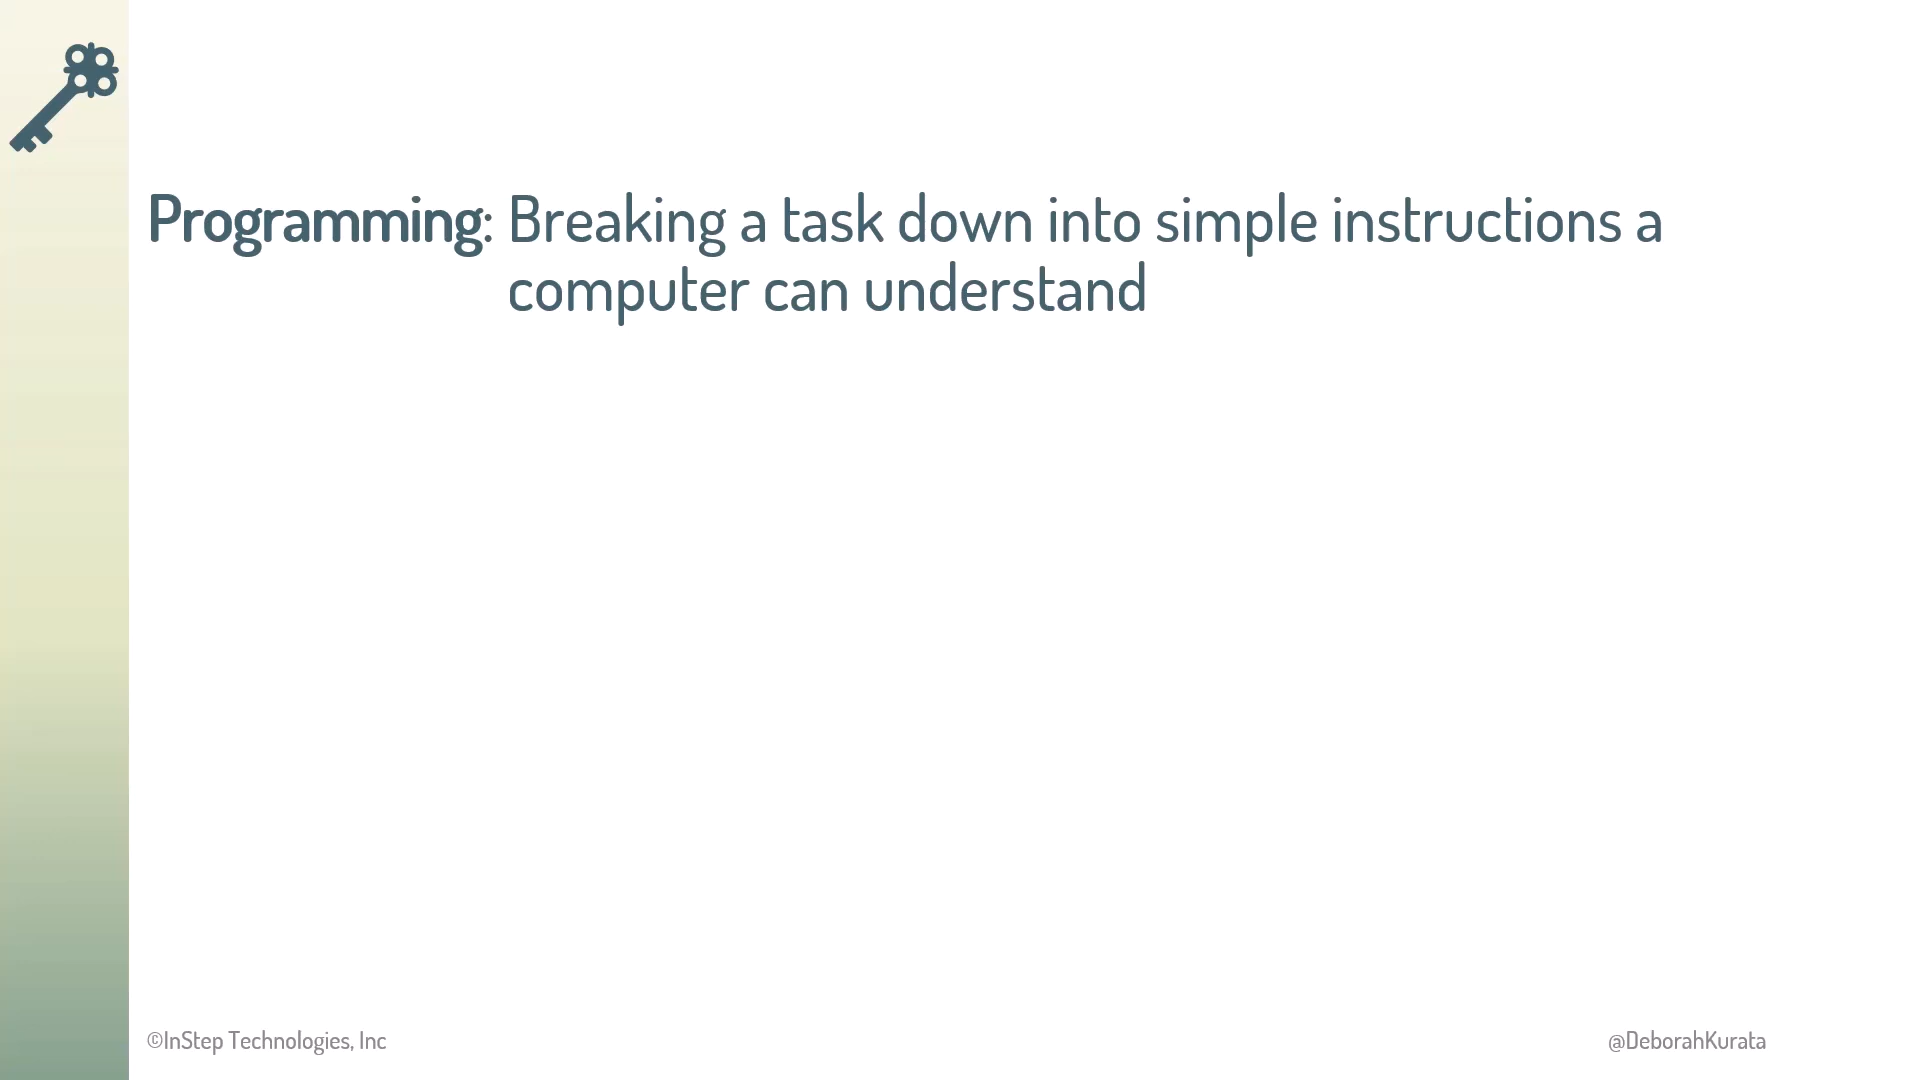 Programming: Breaking a task down into simple instructions a
computer can understand
©InStep Technologies, Inc
@DeborahKurata